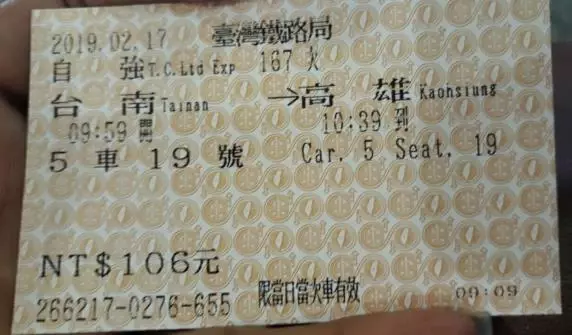 2019.02.17 臺灣鐵路局
自強 T.C.Ltd Exp 167 次
台南 Tainan →高雄 Kaohsiung
09:59 開 10:39 到
5 車 19 號 Car. 5 Seat. 19
NT$106元
266217-0276-655 限當日當次車有效 09:09